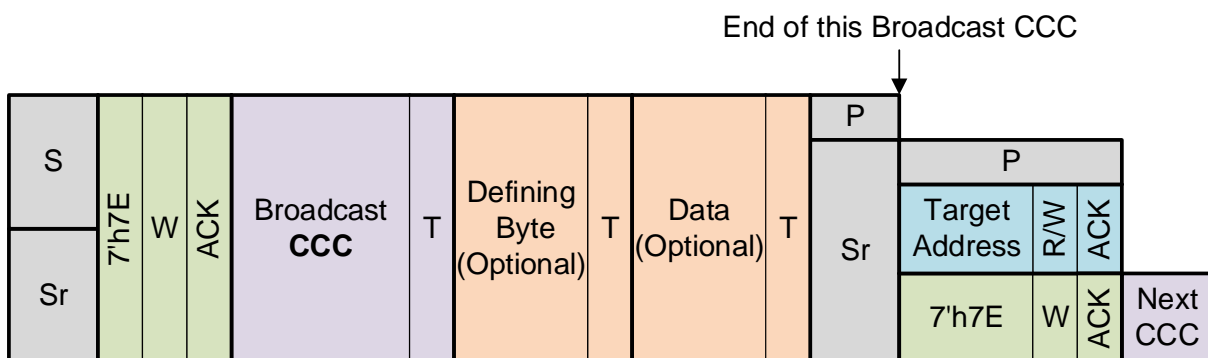 End of this Broadcast CCC
S
Sr
7'h7E
W
ACK
Broadcast
CCC
T
Defining
Byte
(Optional)
T
Data
(Optional)
T
P
Sr
P
Target
Address
R/W
ACK
7'h7E
W
ACK
Next
CCC